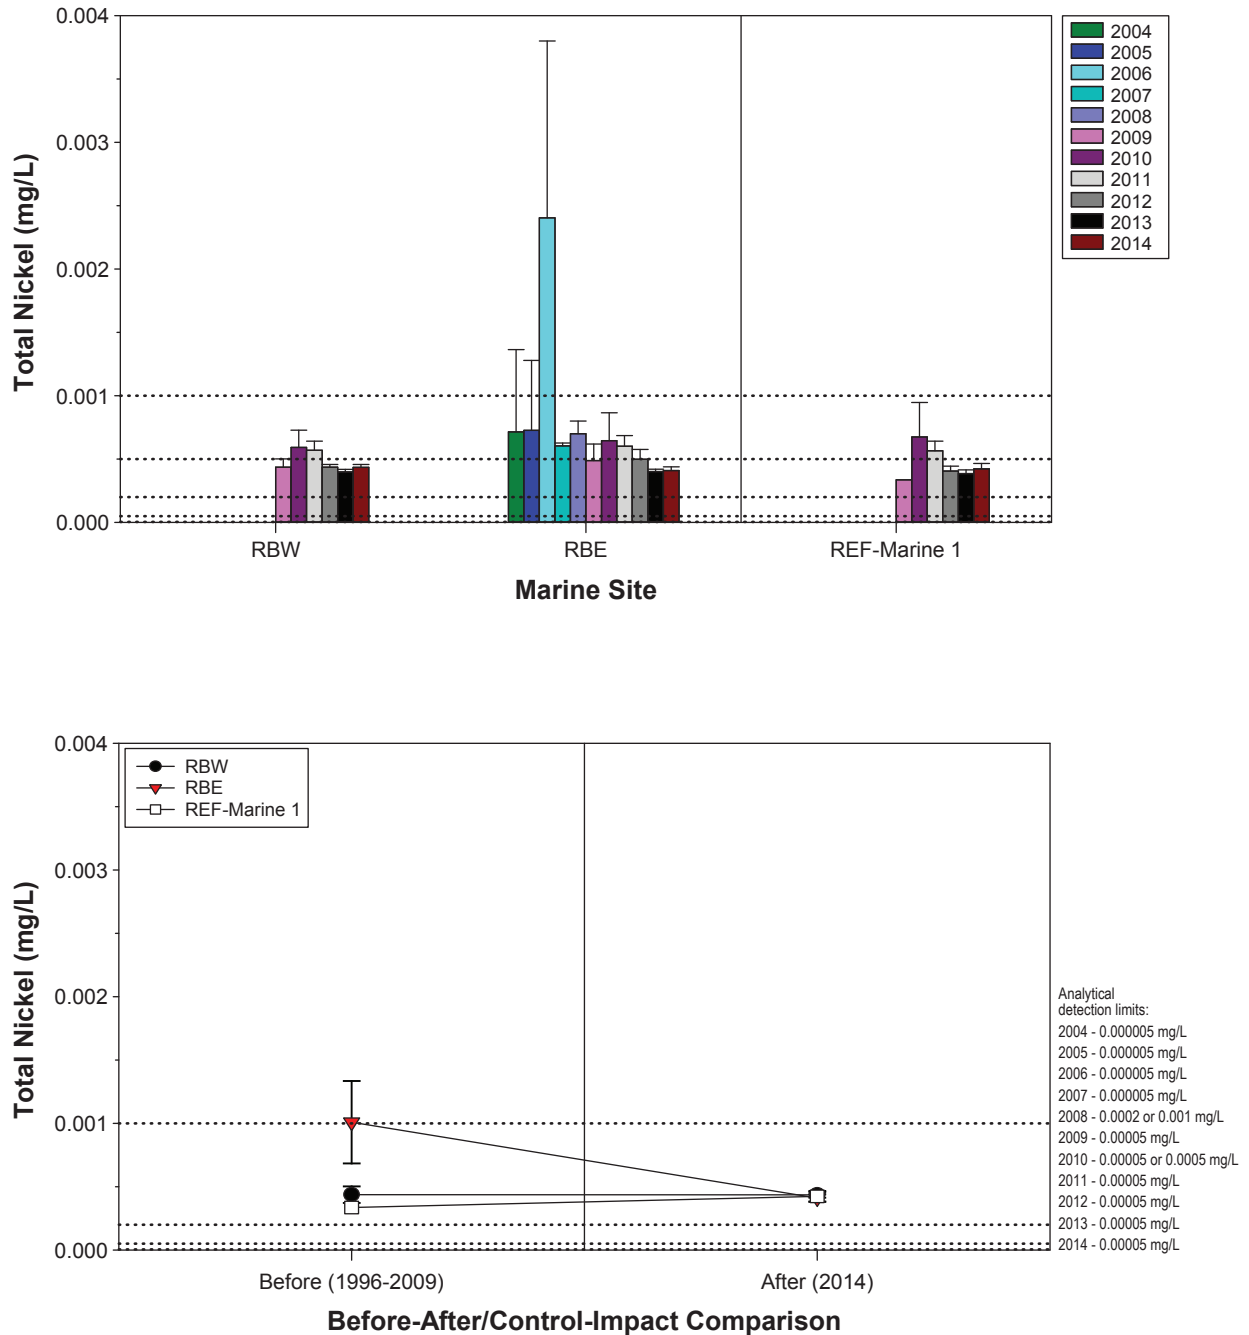 0.004
0.003
0.002
0.001
0.000
Total Nickel (mg/L)
RBW
RBE
REF-Marine 1
Marine Site
2004
2005
2006
2007
2008
2009
2010
2011
2012
2013
2014
0.004
0.003
0.002
0.001
0.000
Total Nickel (mg/L)
RBW
RBE
REF-Marine 1
Before (1996-2009)
After (2014)
Before-After/Control-Impact Comparison
Analytical
detection limits:
2004 - 0.000005 mg/L
2005 - 0.000005 mg/L
2006 - 0.000005 mg/L
2007 - 0.000005 mg/L
2008 - 0.0002 or 0.001 mg/L
2009 - 0.00005 mg/L
2010 - 0.00005 or 0.0005 mg/L
2011 - 0.00005 mg/L
2012 - 0.00005 mg/L
2013 - 0.00005 mg/L
2014 - 0.00005 mg/L